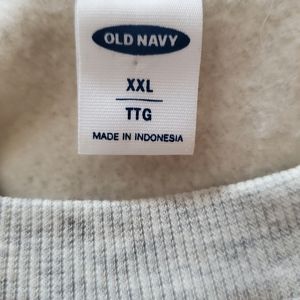 OLD NAVY
XXL
TTG
MADE IN INDONESIA